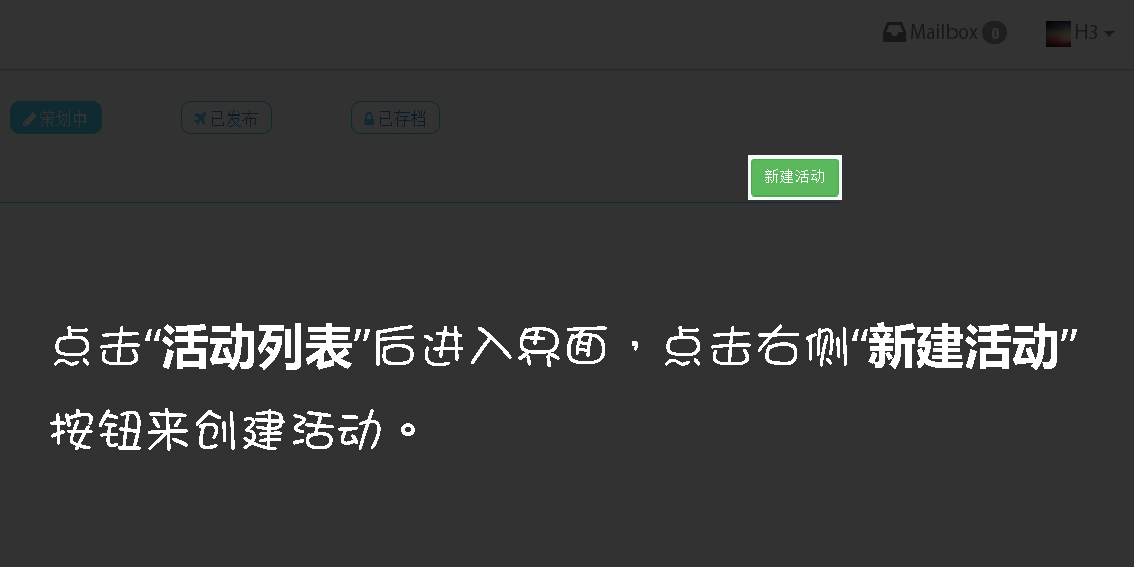 Mailbox 0 H3
策划中 已发布 已存档
新建活动
点击“活动列表”后进入界面，点击右侧“新建活动”
按钮来创建活动。